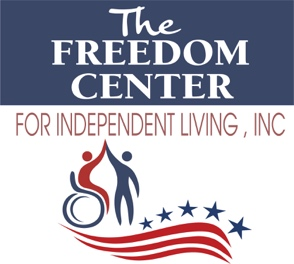 The
FREEDOM
CENTER
FOR INDEPENDENT LIVING , INC